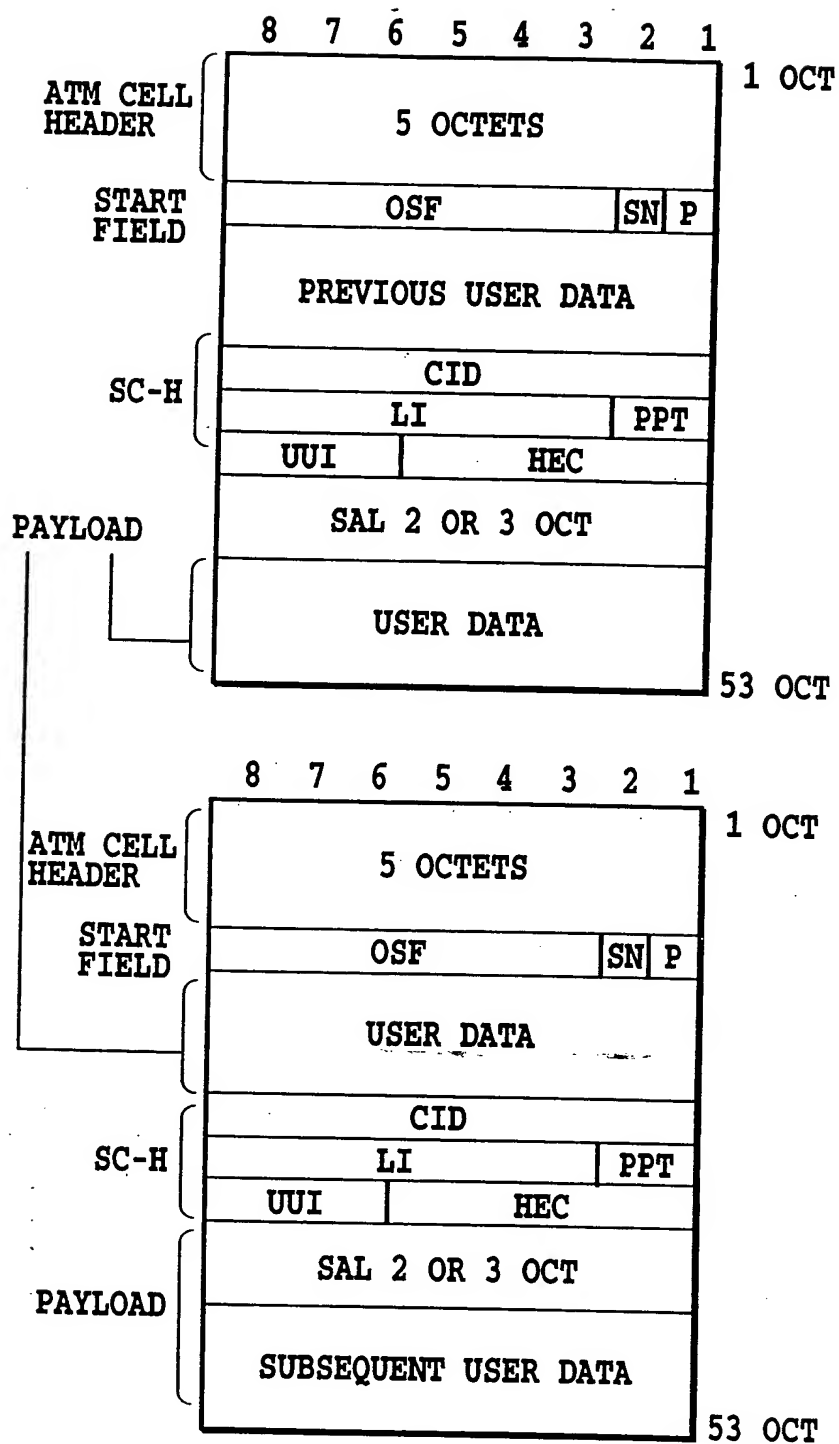 8 7 6 5 4 3 2 1
1 OCT
ATM CELL
HEADER
5 OCTETS
START
FIELD
OSF SN P
PREVIOUS USER DATA
SC-H
CID
LI PPT
UUI HEC
PAYLOAD
SAL 2 OR 3 OCT
USER DATA
53 OCT
8 7 6 5 4 3 2 1
1 OCT
ATM CELL
HEADER
5 OCTETS
START
FIELD
OSF SN P
USER DATA
SC-H
CID
LI PPT
UUI HEC
PAYLOAD
SAL 2 OR 3 OCT
SUBSEQUENT USER DATA
53 OCT